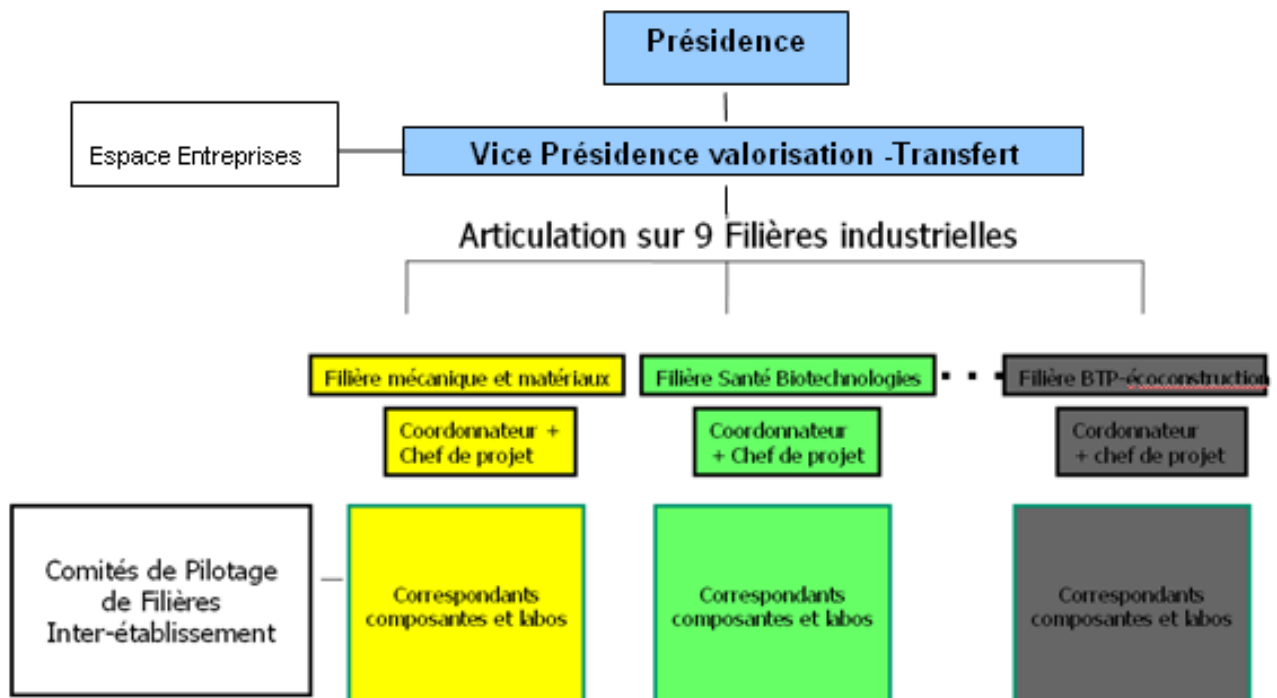 Présidence
Espace Entreprises
Vice Présidence valorisation -Transfert
Articulation sur 9 Filières industrielles
Filière mécanique et matériaux
Filière Santé Biotechnologies
...
Filière BTP-écoconstruction
Coordonnateur +
Chef de projet
Coordonnateur
+ Chef de projet
Cordonnateur
+ chef de projet
Comités de Pilotage
de Filières
Inter-établissement
Correspondants
composantes et labos
Correspondants
composantes et labos
Correspondants
composantes et labos